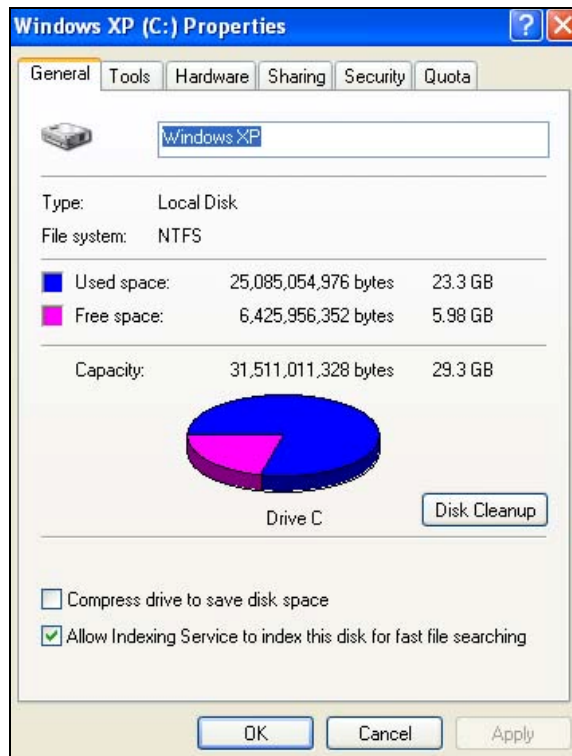 Windows XP (C:) Properties
General Tools Hardware Sharing Security Quota
Windows XP
Type: Local Disk
File system: NTFS
Used space: 25,085,054,976 bytes 23.3 GB
Free space: 6,425,956,352 bytes 5.98 GB
Capacity: 31,511,011,328 bytes 29.3 GB
Drive C
Disk Cleanup
Compress drive to save disk space
Allow Indexing Service to index this disk for fast file searching
OK Cancel Apply